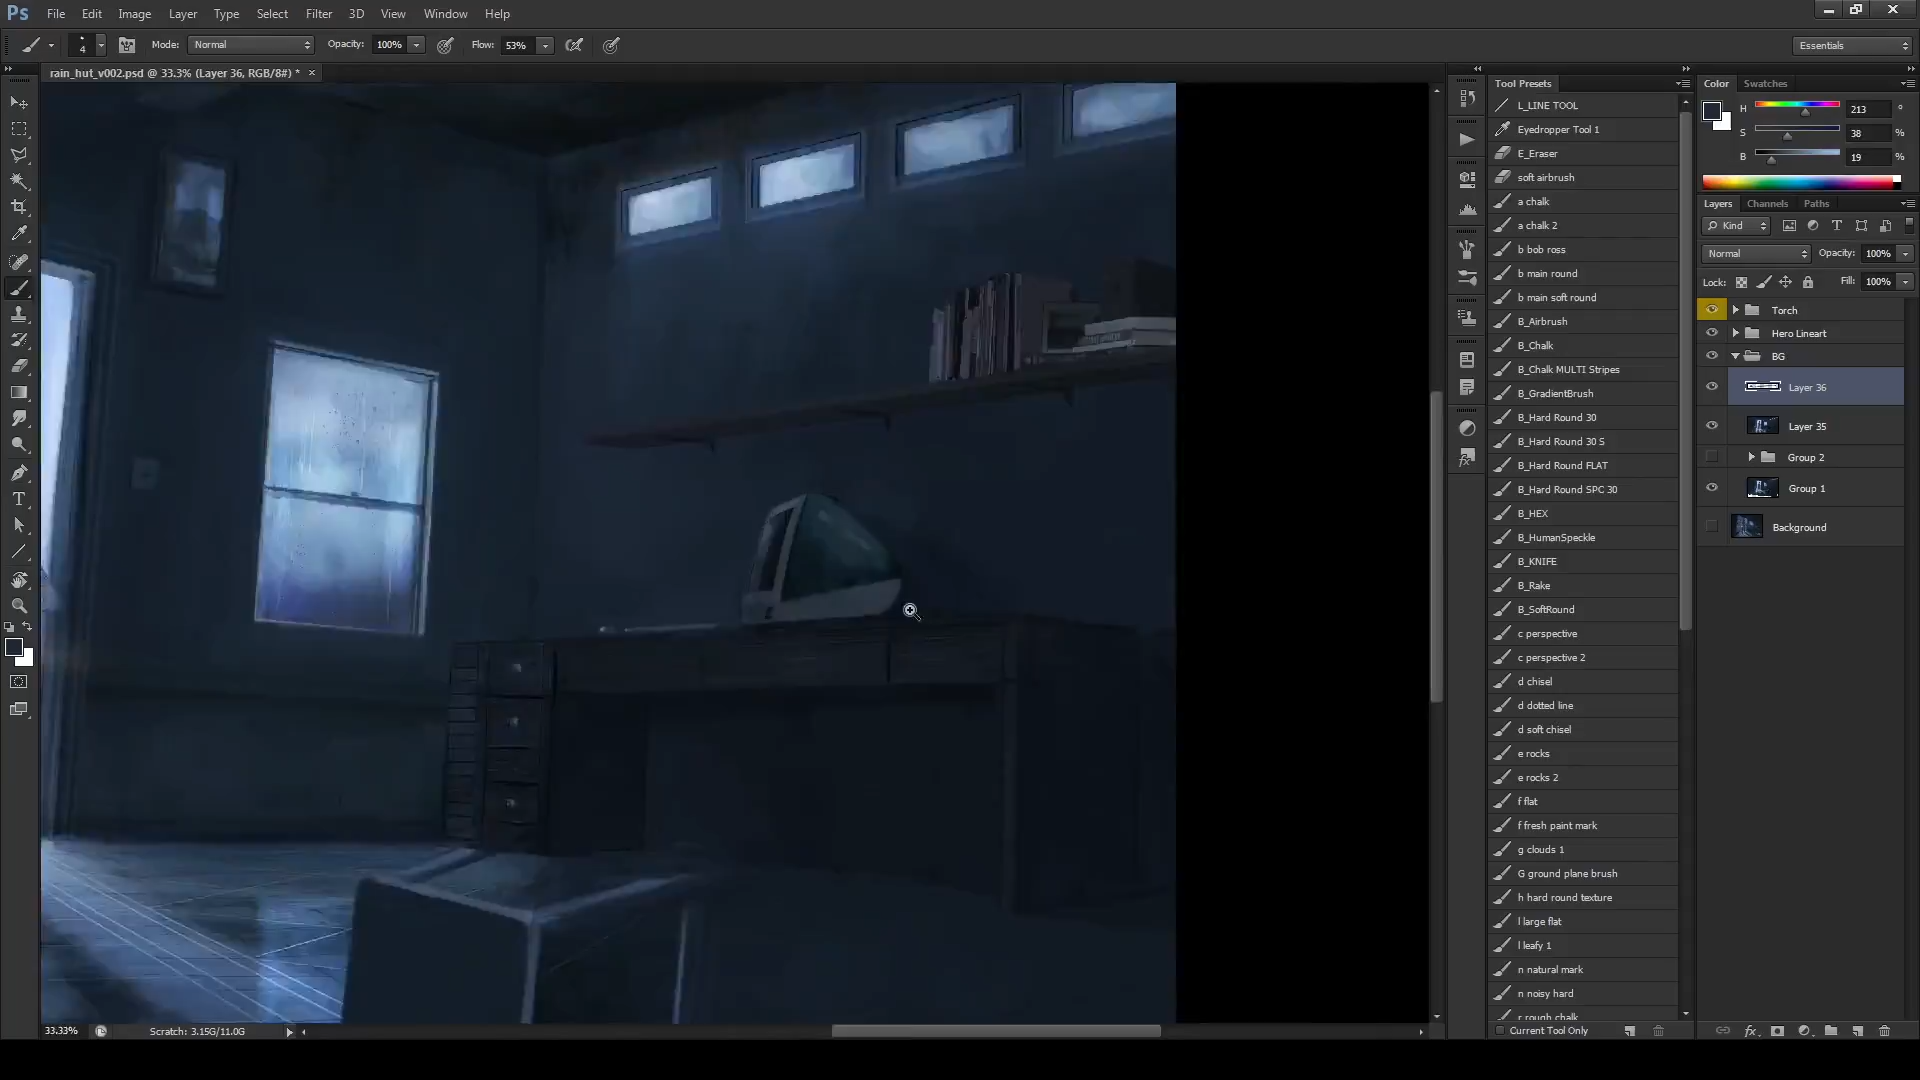 Ps File Edit Image Layer Type Select Filter 3D View Window Help
4 Mode: Normal Opacity: 100% Flow: 53% Essentials
rain_hut_v002.psd @ 33.3% (Layer 36, RGB/8#) * ×
Tool Presets
L_LINE TOOL
Eyedropper Tool 1
E_Eraser
soft airbrush
a chalk
a chalk 2
b bob ross
b main round
b main soft round
B_Airbrush
B_Chalk
B_Chalk MULTI Stripes
B_GradientBrush
B_Hard Round 30
B_Hard Round 30 S
B_Hard Round FLAT
B_Hard Round SPC 30
B_HEX
B_HumanSpeckle
B_KNIFE
B_Rake
B_SoftRound
c perspective
c perspective 2
d chisel
d dotted line
d soft chisel
e rocks
e rocks 2
f flat
f fresh paint mark
g clouds 1
G ground plane brush
h hard round texture
l large flat
l leafy 1
n natural mark
n noisy hard
r rough chalk
Current Tool Only
Color Swatches
H 213 °
S 38 %
B 19 %
Layers Channels Paths
Kind
Normal Opacity: 100%
Lock: Fill: 100%
Torch
Hero Lineart
BG
Layer 36
Layer 35
Group 2
Group 1
Background
33.33% Scratch: 3.15G/11.0G